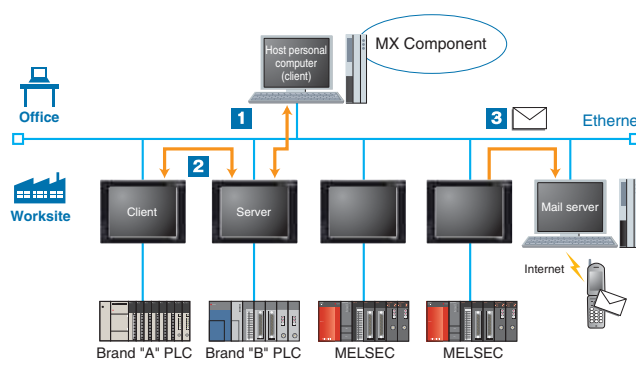 Host personal
computer
(client)
MX Component
Office
1
3
Etherne
2
Worksite
Client
Server
Mail server
Internet
Brand "A" PLC
Brand "B" PLC
MELSEC
MELSEC